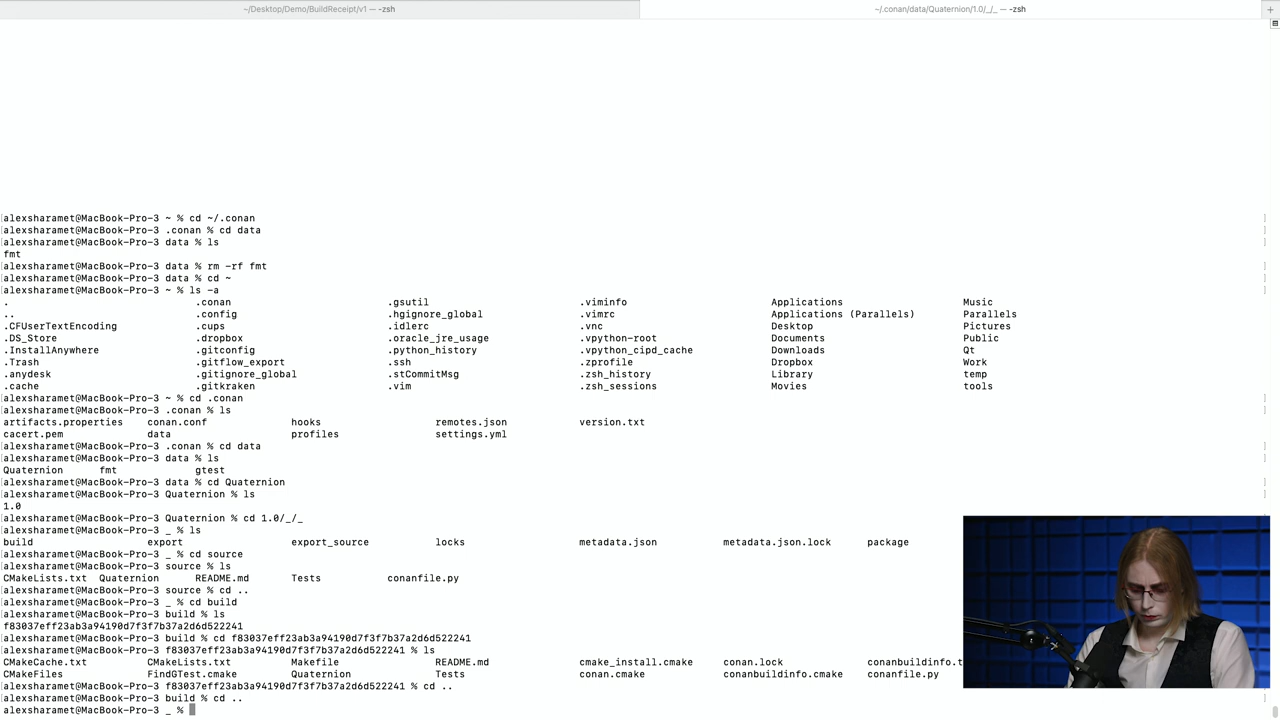 ~/Desktop/Demo/BuildReceipt/v1 — -zsh
~/.conan/data/Quaternion/1.0/_/_ — -zsh
alexsharamet@MacBook-Pro-3 ~ % cd ~/.conan
alexsharamet@MacBook-Pro-3 .conan % cd data
alexsharamet@MacBook-Pro-3 data % ls
fmt
alexsharamet@MacBook-Pro-3 data % rm -rf fmt
alexsharamet@MacBook-Pro-3 data % cd ~
alexsharamet@MacBook-Pro-3 ~ % ls -a
. .conan .gsutil .viminfo Applications Music
.. .config .hgignore_global .vimrc Applications (Parallels) Parallels
.CFUserTextEncoding .cups .idlerc .vnc Desktop Pictures
.DS_Store .dropbox .oracle_jre_usage .vpython-root Documents Public
.InstallAnywhere .gitconfig .python_history .vpython_cipd_cache Downloads Qt
.Trash .gitflow_export .ssh .zprofile Dropbox Work
.anydesk .gitignore_global .stCommitMsg .zsh_history Library temp
.cache .gitkraken .vim .zsh_sessions Movies tools
alexsharamet@MacBook-Pro-3 ~ % cd .conan
alexsharamet@MacBook-Pro-3 .conan % ls
artifacts.properties conan.conf hooks remotes.json version.txt
cacert.pem data profiles settings.yml
alexsharamet@MacBook-Pro-3 .conan % cd data
alexsharamet@MacBook-Pro-3 data % ls
Quaternion fmt gtest
alexsharamet@MacBook-Pro-3 data % cd Quaternion
alexsharamet@MacBook-Pro-3 Quaternion % ls
1.0
alexsharamet@MacBook-Pro-3 Quaternion % cd 1.0/_/_
alexsharamet@MacBook-Pro-3 _ % ls
build export export_source locks metadata.json metadata.json.lock package
alexsharamet@MacBook-Pro-3 _ % cd source
alexsharamet@MacBook-Pro-3 source % ls
CMakeLists.txt Quaternion README.md Tests conanfile.py
alexsharamet@MacBook-Pro-3 source % cd ..
alexsharamet@MacBook-Pro-3 _ % cd build
alexsharamet@MacBook-Pro-3 build % ls
f83037eff23ab3a94190d7f3f7b37a2d6d522241
alexsharamet@MacBook-Pro-3 build % cd f83037eff23ab3a94190d7f3f7b37a2d6d522241
alexsharamet@MacBook-Pro-3 f83037eff23ab3a94190d7f3f7b37a2d6d522241 % ls
CMakeCache.txt CMakeLists.txt Makefile README.md cmake_install.cmake conan.lock conanbuildinfo.t
CMakeFiles FindGTest.cmake Quaternion Tests conan.cmake conanbuildinfo.cmake conanfile.py
alexsharamet@MacBook-Pro-3 f83037eff23ab3a94190d7f3f7b37a2d6d522241 % cd ..
alexsharamet@MacBook-Pro-3 build % cd ..
alexsharamet@MacBook-Pro-3 _ %